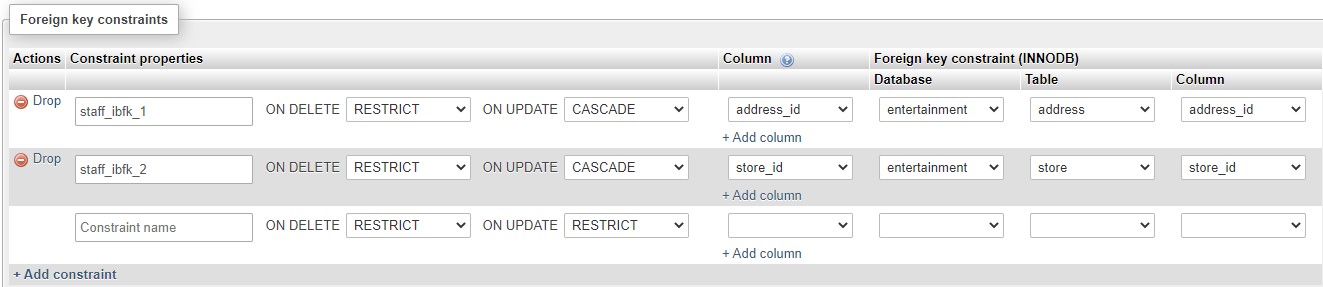 Foreign key constraints
Actions Constraint properties Column Foreign key constraint (INNODB)
Database Table Column
Drop staff_ibfk_1 ON DELETE RESTRICT ON UPDATE CASCADE address_id entertainment address address_id
+ Add column
Drop staff_ibfk_2 ON DELETE RESTRICT ON UPDATE CASCADE store_id entertainment store store_id
+ Add column
Constraint name ON DELETE RESTRICT ON UPDATE RESTRICT
+ Add column
+ Add constraint